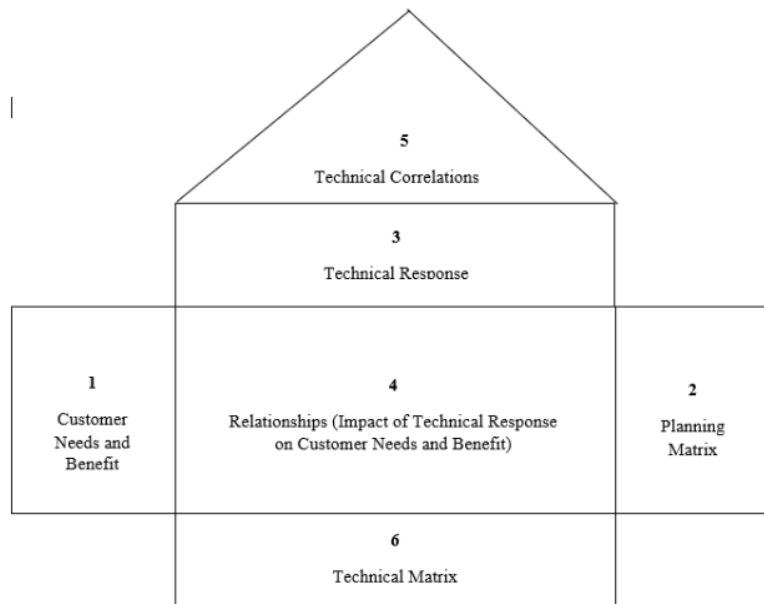 5
Technical Correlations
3
Technical Response
1
Customer
Needs and
Benefit
4
Relationships (Impact of Technical Response
on Customer Needs and Benefit)
2
Planning
Matrix
6
Technical Matrix